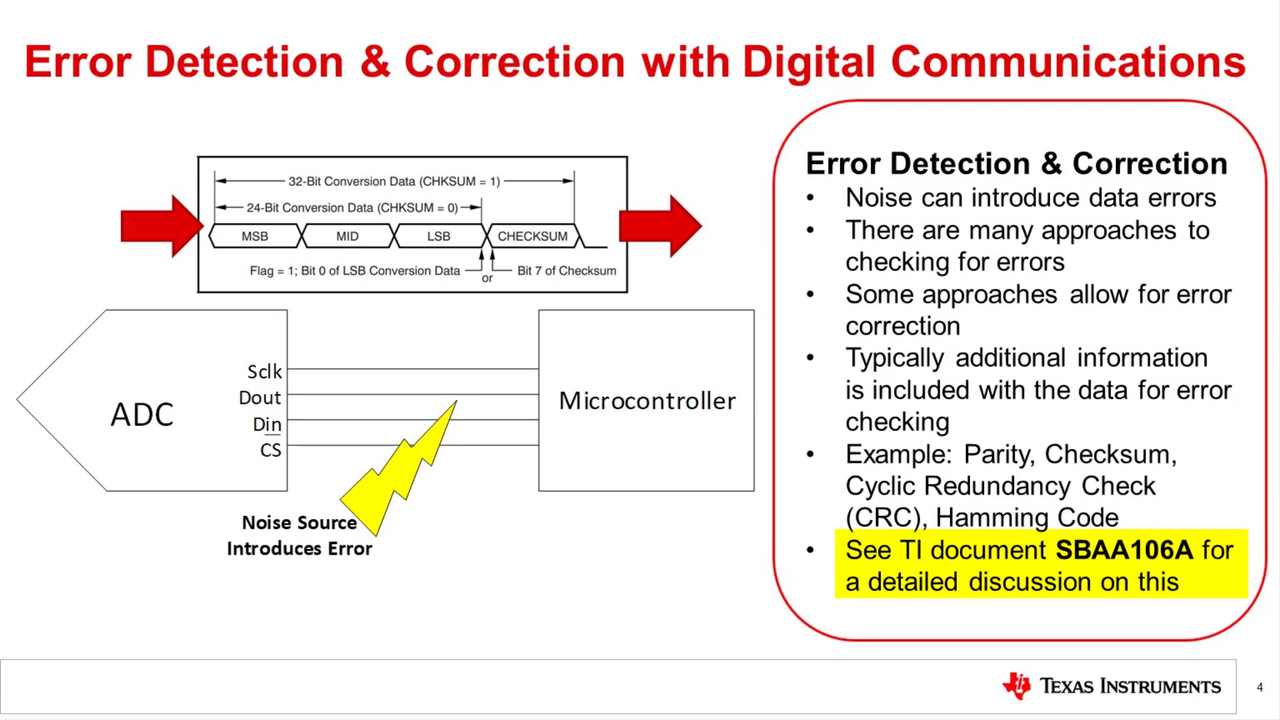 Error Detection & Correction with Digital Communications
32-Bit Conversion Data (CHKSUM = 1)
24-Bit Conversion Data (CHKSUM = 0)
MSB
MID
LSB
CHECKSUM
Flag = 1; Bit 0 of LSB Conversion Data
or
Bit 7 of Checksum
ADC
Sclk
Dout
Din
CS
Microcontroller
Noise Source
Introduces Error
Error Detection & Correction
• Noise can introduce data errors
• There are many approaches to
checking for errors
• Some approaches allow for error
correction
• Typically additional information
is included with the data for error
checking
• Example: Parity, Checksum,
Cyclic Redundancy Check
(CRC), Hamming Code
• See TI document SBAA106A for
a detailed discussion on this
TEXAS INSTRUMENTS
4